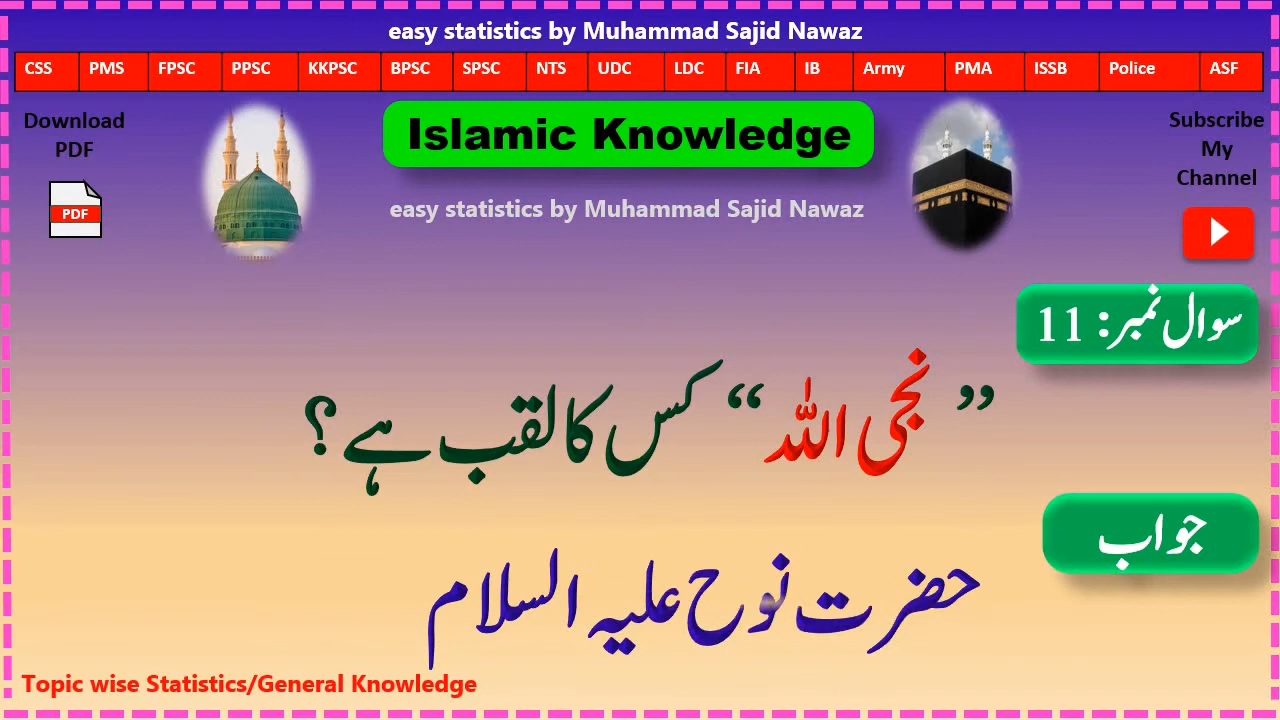 easy statistics by Muhammad Sajid Nawaz
CSS PMS FPSC PPSC KKPSC BPSC SPSC NTS UDC LDC FIA IB Army PMA ISSB Police ASF
Download
PDF
PDF
Islamic Knowledge
easy statistics by Muhammad Sajid Nawaz
Subscribe
My
Channel
سوال نمبر: 11
”نجی اللہ“ کس کا لقب ہے؟
جواب
حضرت نوح علیہ السلام
Topic wise Statistics/General Knowledge